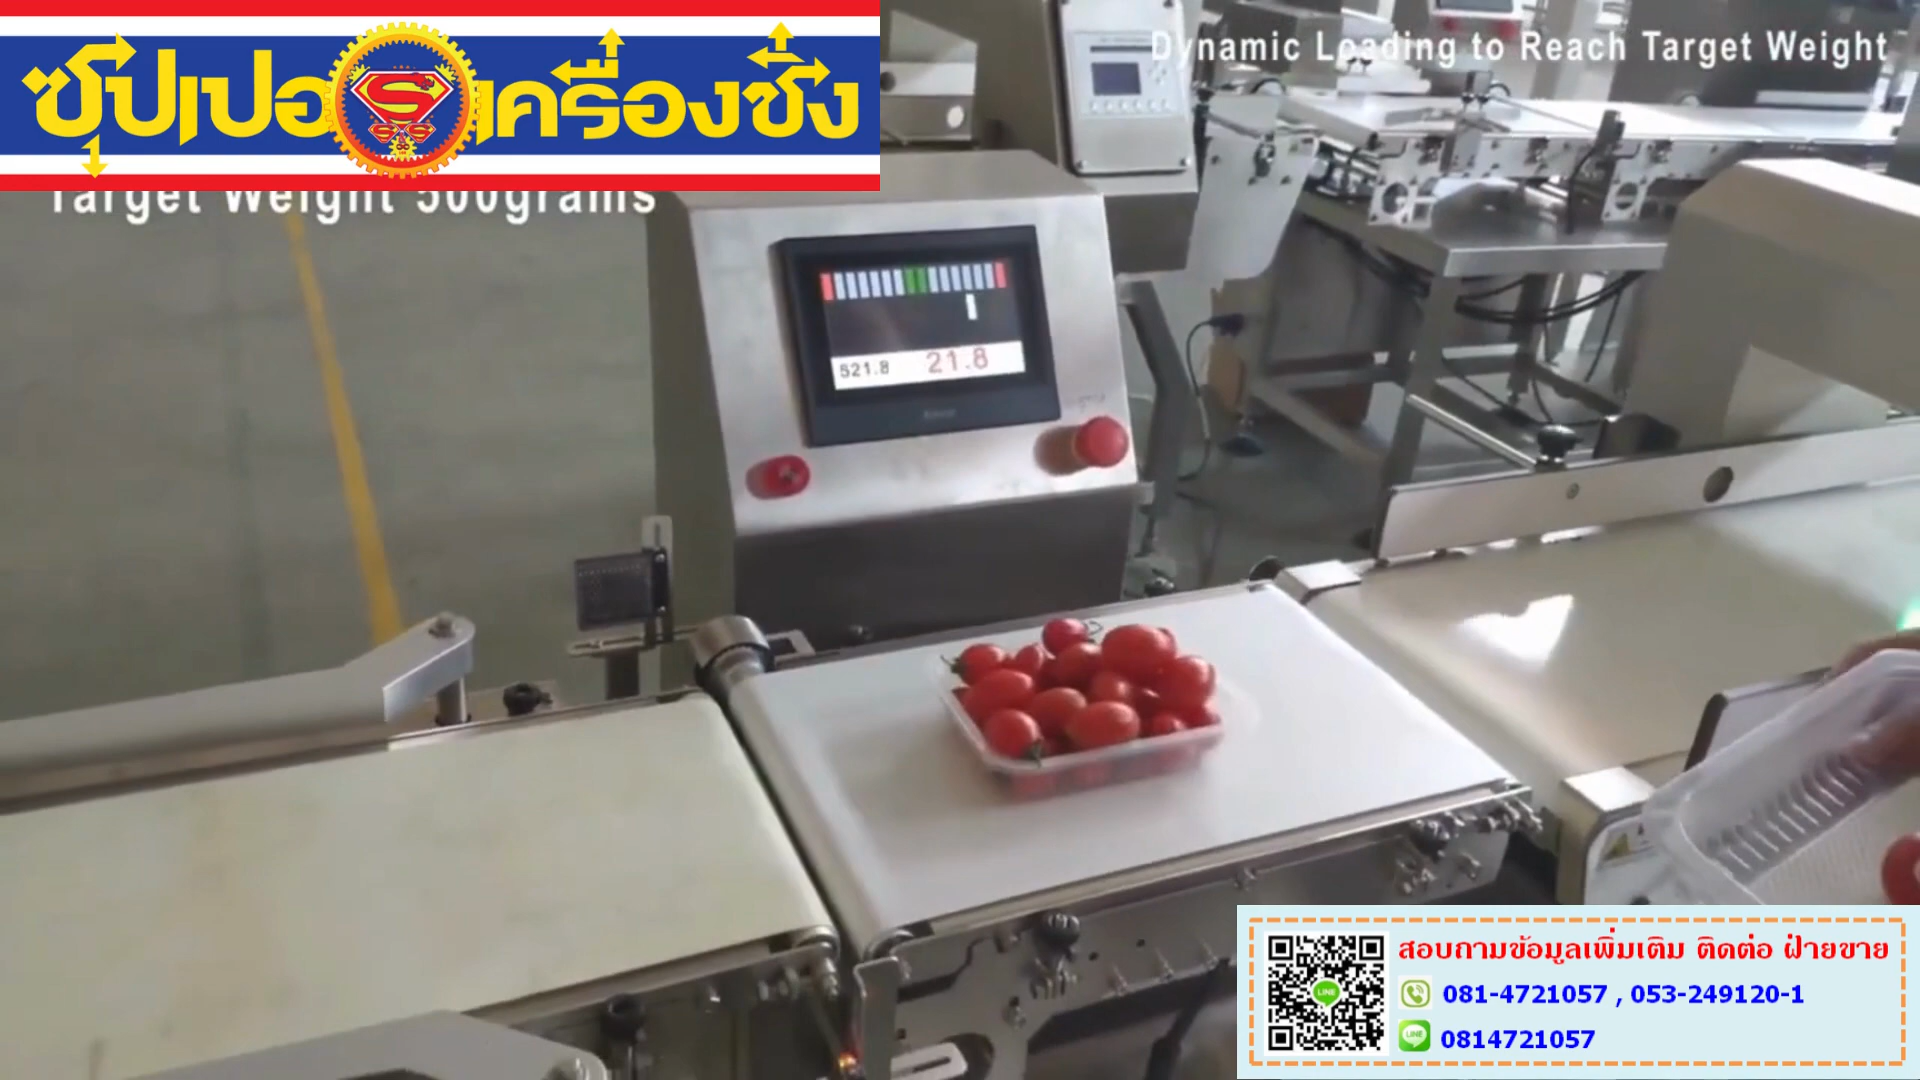 ซุปเปอ S เครื่องชั่ง
SXS
Dynamic Loading to Reach Target Weight
Target Weight 500grams
521.8 21.8
สอบถามข้อมูลเพิ่มเติม ติดต่อ ฝ่ายขาย
081-4721057 , 053-249120-1
LINE
LINE 0814721057